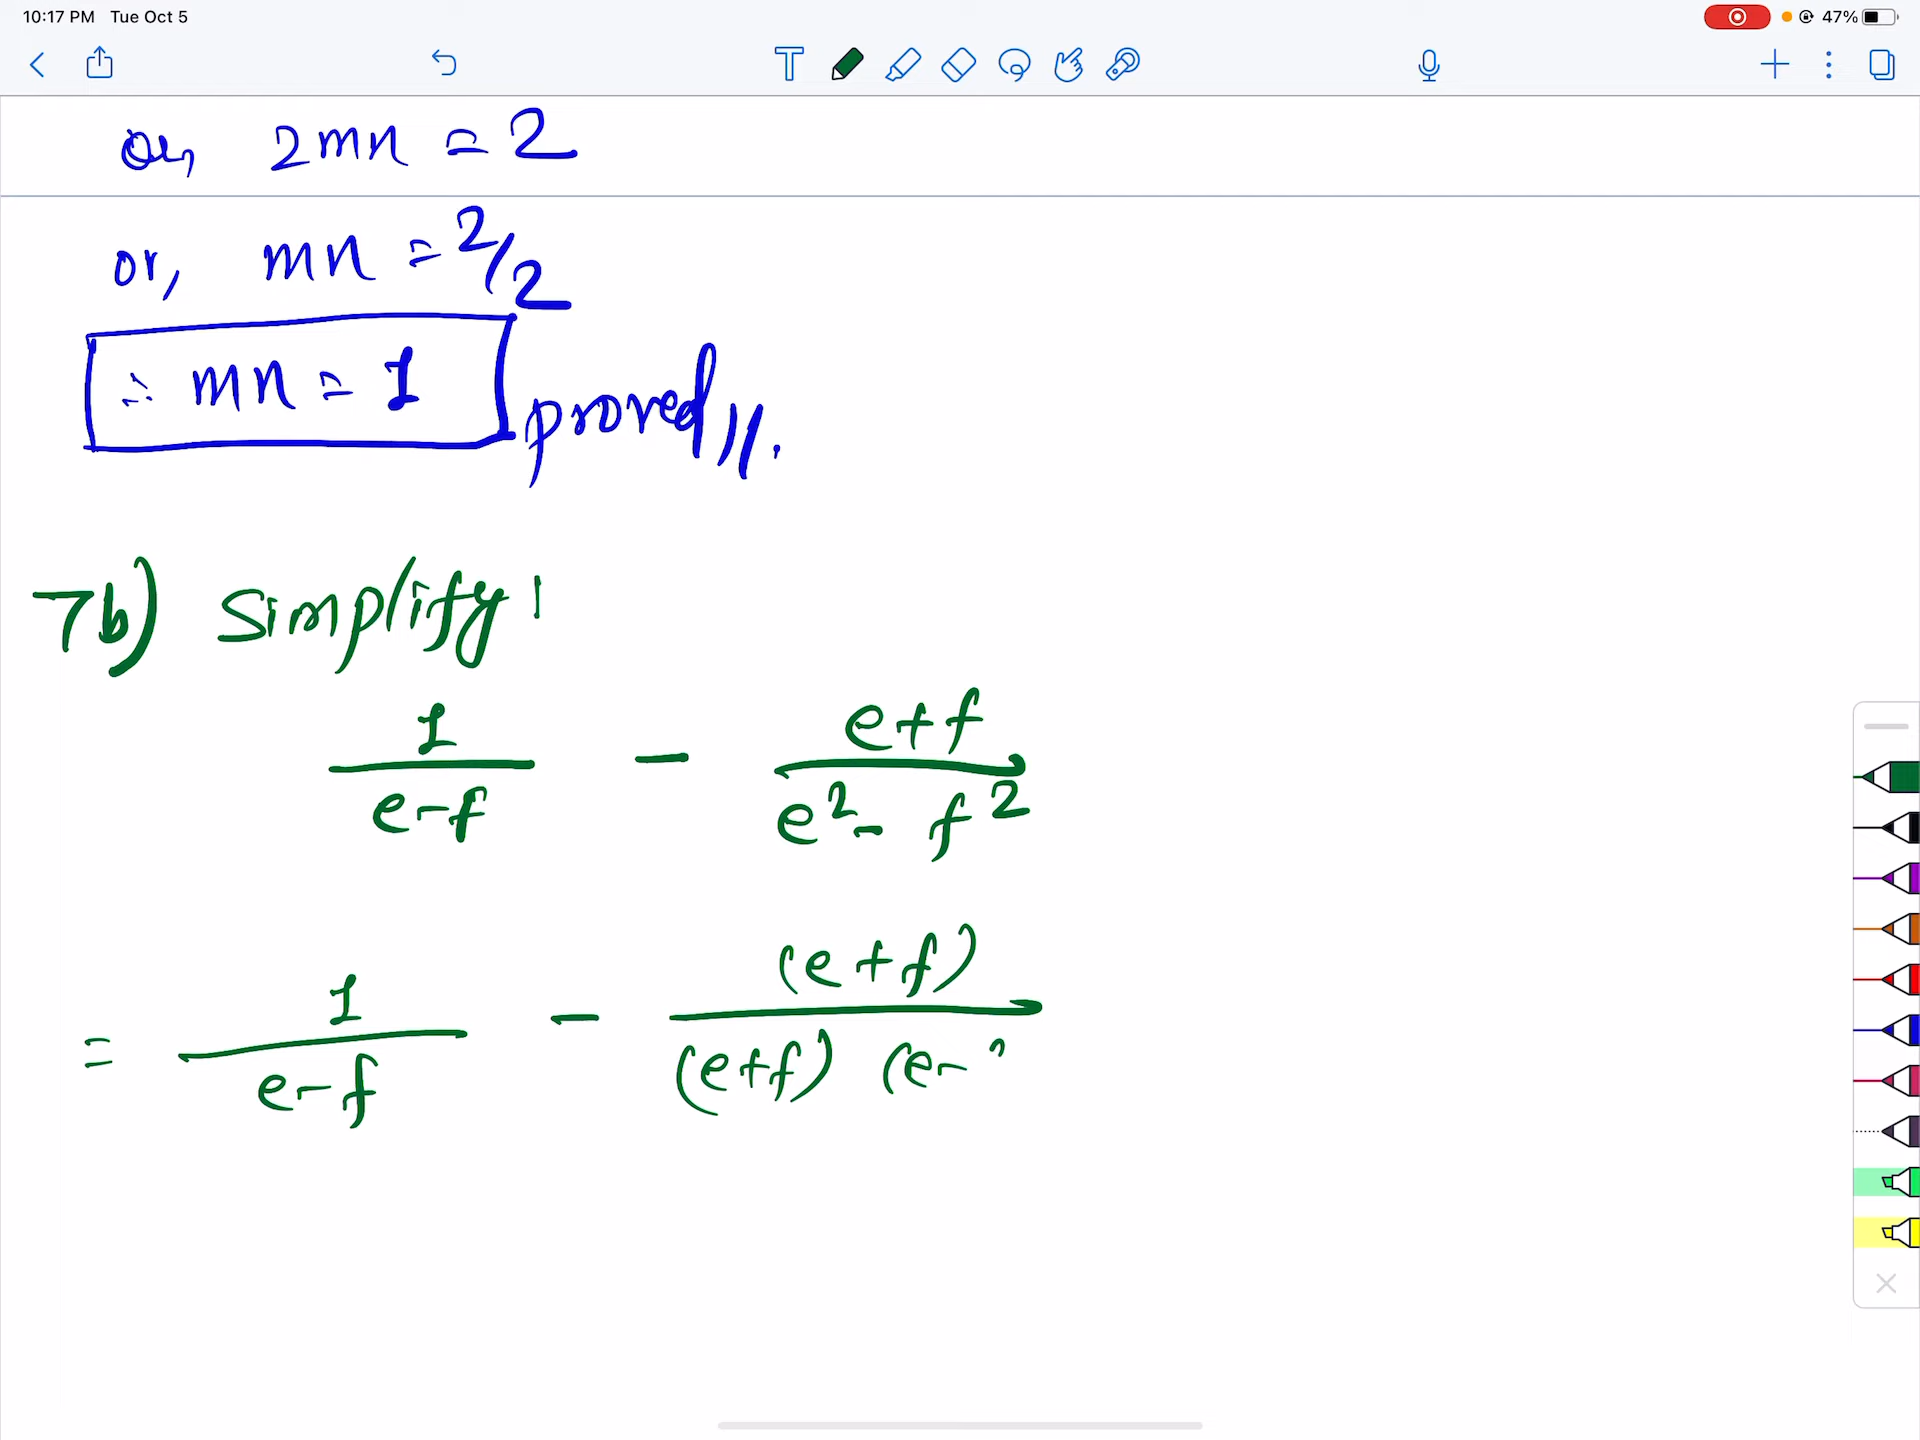 10:17 PM Tue Oct 5
47%
or, 2mn = 2
or, mn = 2/2
∴ mn = 1 proved //.
7b) Simplify:
1/(e-f) - (e+f)/(e² - f²)
= 1/(e-f) - (e+f)/((e+f) (e-